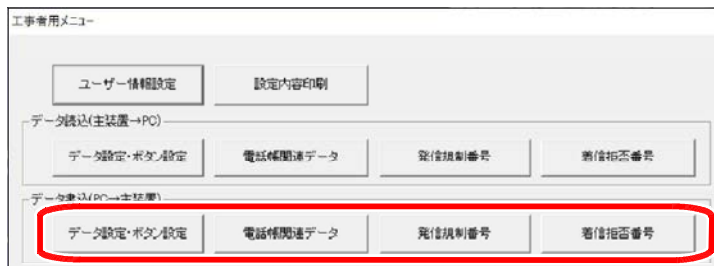 工事者用メニュー
ユーザー情報設定 設定内容印刷
データ読込(主装置→PC)
データ設定・ボタン設定 電話帳関連データ 発信規制番号 着信拒否番号
データ書込(PC→主装置)
データ設定・ボタン設定 電話帳関連データ 発信規制番号 着信拒否番号